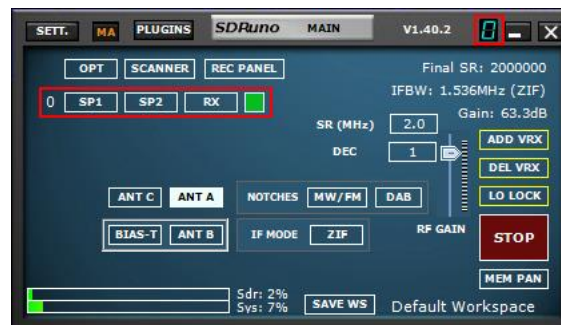 SETT. MA PLUGINS SDRuno MAIN V1.40.2 0
OPT SCANNER REC PANEL Final SR: 2000000
IFBW: 1.536MHz (ZIF)
0 SP1 SP2 RX Gain: 63.3dB
SR (MHz) 2.0
ADD VRX
DEC 1
DEL VRX
ANT C ANT A NOTCHES MW/FM DAB LO LOCK
BIAS-T ANT B IF MODE ZIF RF GAIN STOP
MEM PAN
Sdr: 2%
Sys: 7% SAVE WS Default Workspace